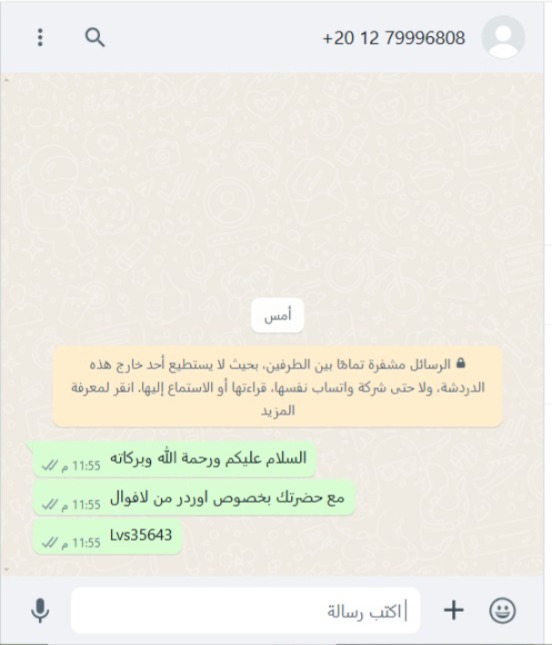 +20 12 79996808
أمس
الرسائل مشفرة تمامًا بين الطرفين، بحيث لا يستطيع أحد خارج هذه
الدردشة، ولا حتى شركة واتساب نفسها، قراءتها أو الاستماع إليها. انقر لمعرفة
المزيد
السلام عليكم ورحمة الله وبركاته 11:55 م
مع حضرتك بخصوص اوردر من لافوال 11:55 م
Lvs35643 11:55 م
اكتب رسالة